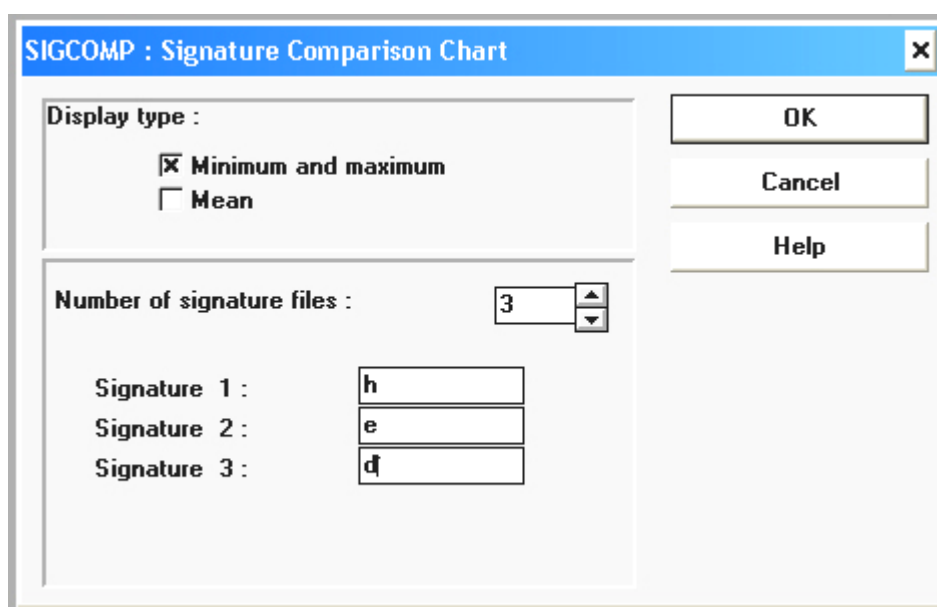 SIGCOMP : Signature Comparison Chart
Display type :
Minimum and maximum
Mean
OK
Cancel
Help
Number of signature files : 3
Signature 1 : h
Signature 2 : e
Signature 3 : d